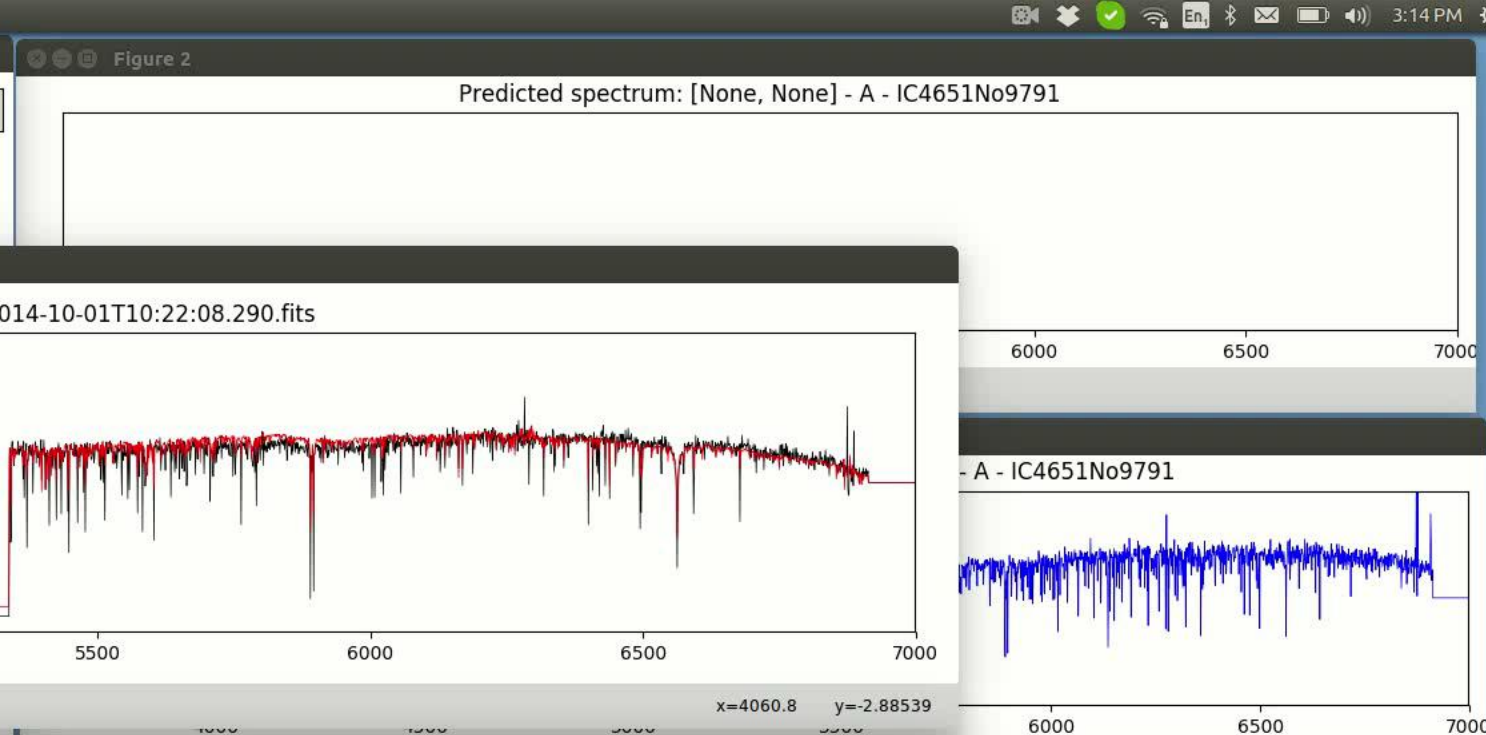 En1 3:14 PM
Figure 2
Predicted spectrum: [None, None] - A - IC4651No9791
6000 6500 7000
014-10-01T10:22:08.290.fits
5500 6000 6500 7000
x=4060.8 y=-2.88539
- A - IC4651No9791
6000 6500 7000